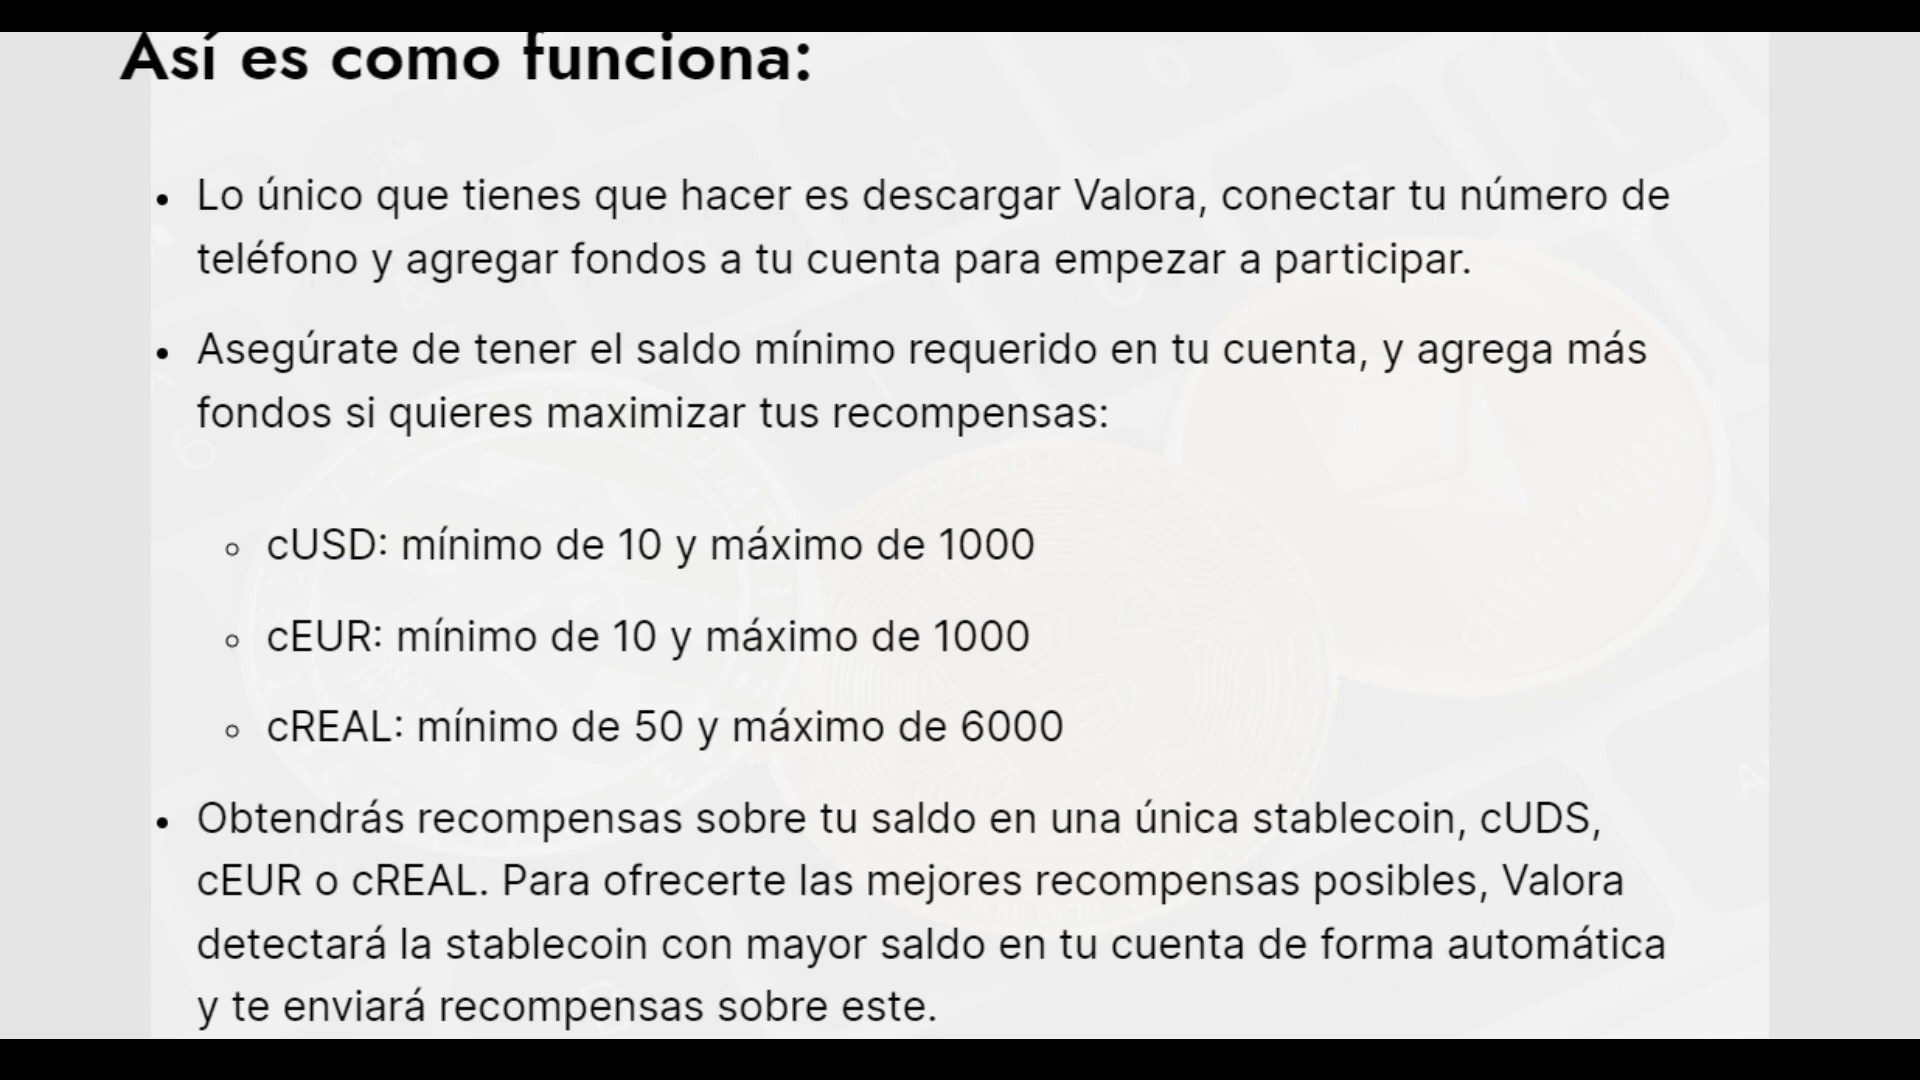 Así es como funciona:
• Lo único que tienes que hacer es descargar Valora, conectar tu número de
teléfono y agregar fondos a tu cuenta para empezar a participar.
• Asegúrate de tener el saldo mínimo requerido en tu cuenta, y agrega más
fondos si quieres maximizar tus recompensas:
◦ cUSD: mínimo de 10 y máximo de 1000
◦ cEUR: mínimo de 10 y máximo de 1000
◦ cREAL: mínimo de 50 y máximo de 6000
• Obtendrás recompensas sobre tu saldo en una única stablecoin, cUDS,
cEUR o cREAL. Para ofrecerte las mejores recompensas posibles, Valora
detectará la stablecoin con mayor saldo en tu cuenta de forma automática
y te enviará recompensas sobre este.